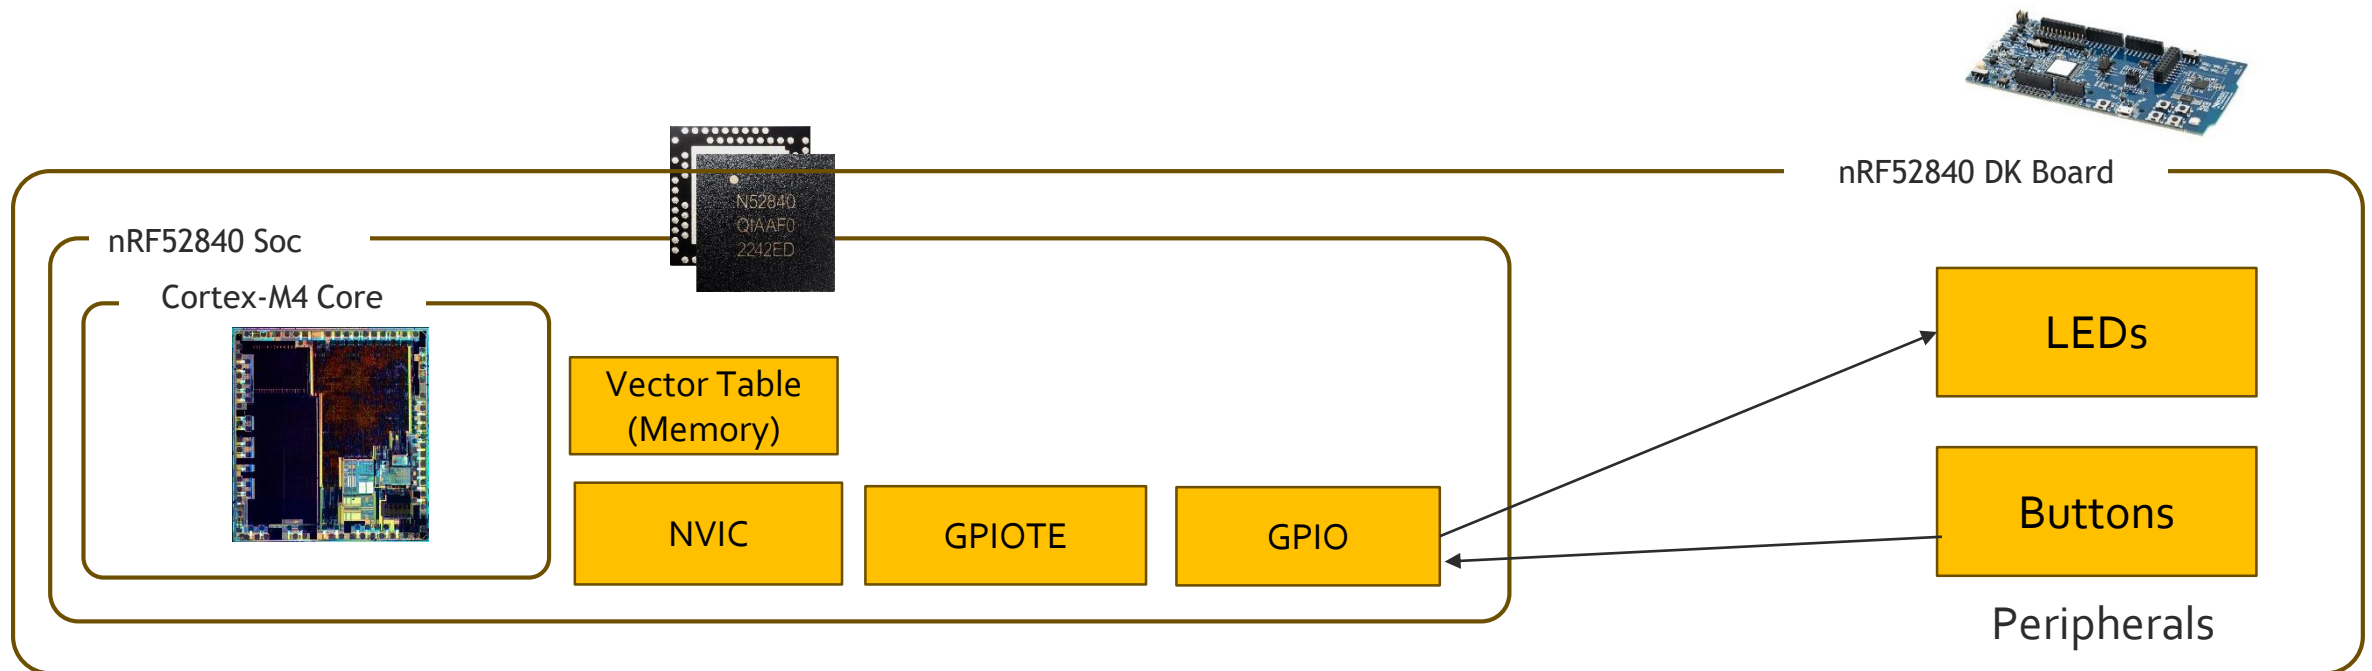 nRF52840 DK Board
N52840
QIAAF0
2242ED
nRF52840 Soc
Cortex-M4 Core
Vector Table
(Memory)
NVIC
GPIOTE
GPIO
LEDs
Buttons
Peripherals